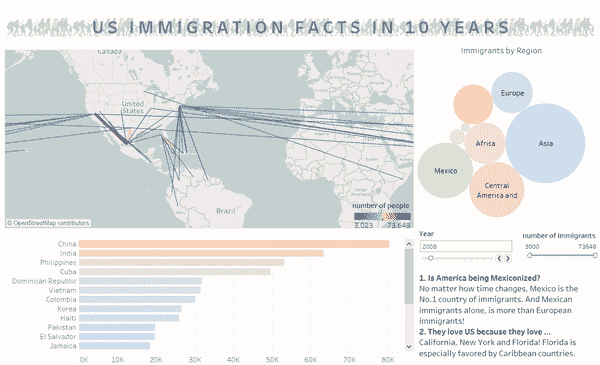 US IMMIGRATION FACTS IN 10 YEARS
Canada
United
States
Brazil
© OpenStreetMap contributors
number of people
3,023 73,648
Immigrants by Region
Europe
Asia
Africa
Mexico
Central
America and
Year
2008
number of immigrants
3000 73648
China
India
Philippines
Cuba
Dominican Republic
Vietnam
Colombia
Korea
Haiti
Pakistan
El Salvador
Jamaica
0K 10K 20K 30K 40K 50K 60K 70K 80K
1. Is America being Mexiconized?
No matter how time changes, Mexico is the
No.1 country of immigrants. And Mexican
immigrants alone, is more than European
immigrants!
2. They love US because they love ...
California, New York and Florida! Florida is
especially favored by Caribbean countries.